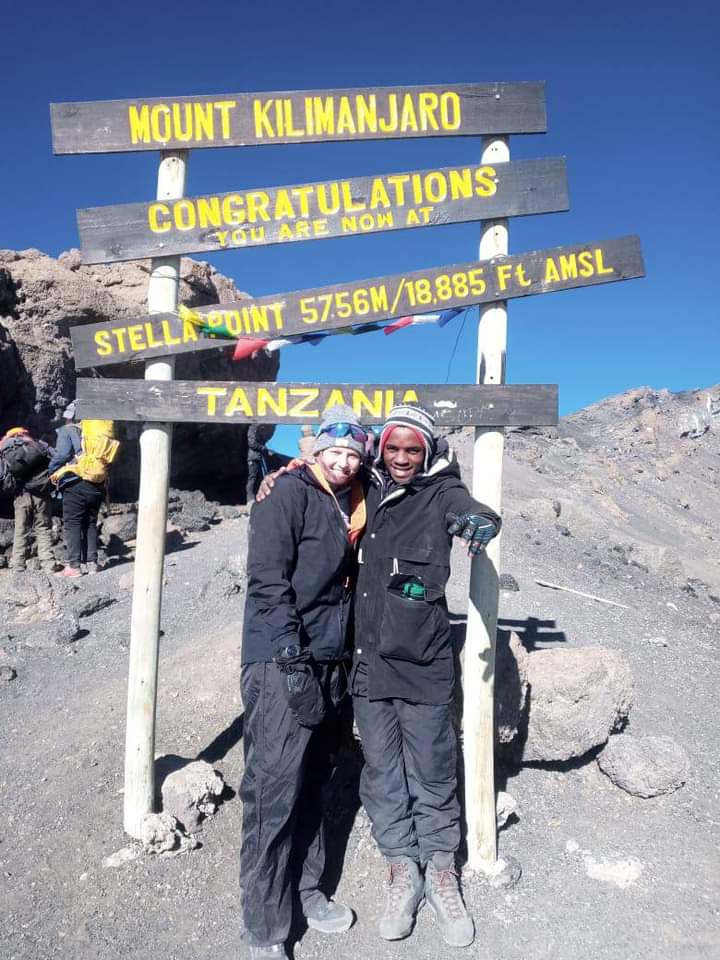 MOUNT KILIMANJARO
CONGRATULATIONS
YOU ARE NOW AT
STELLA POINT 5756M/18,885 Ft AMSL
TANZANIA